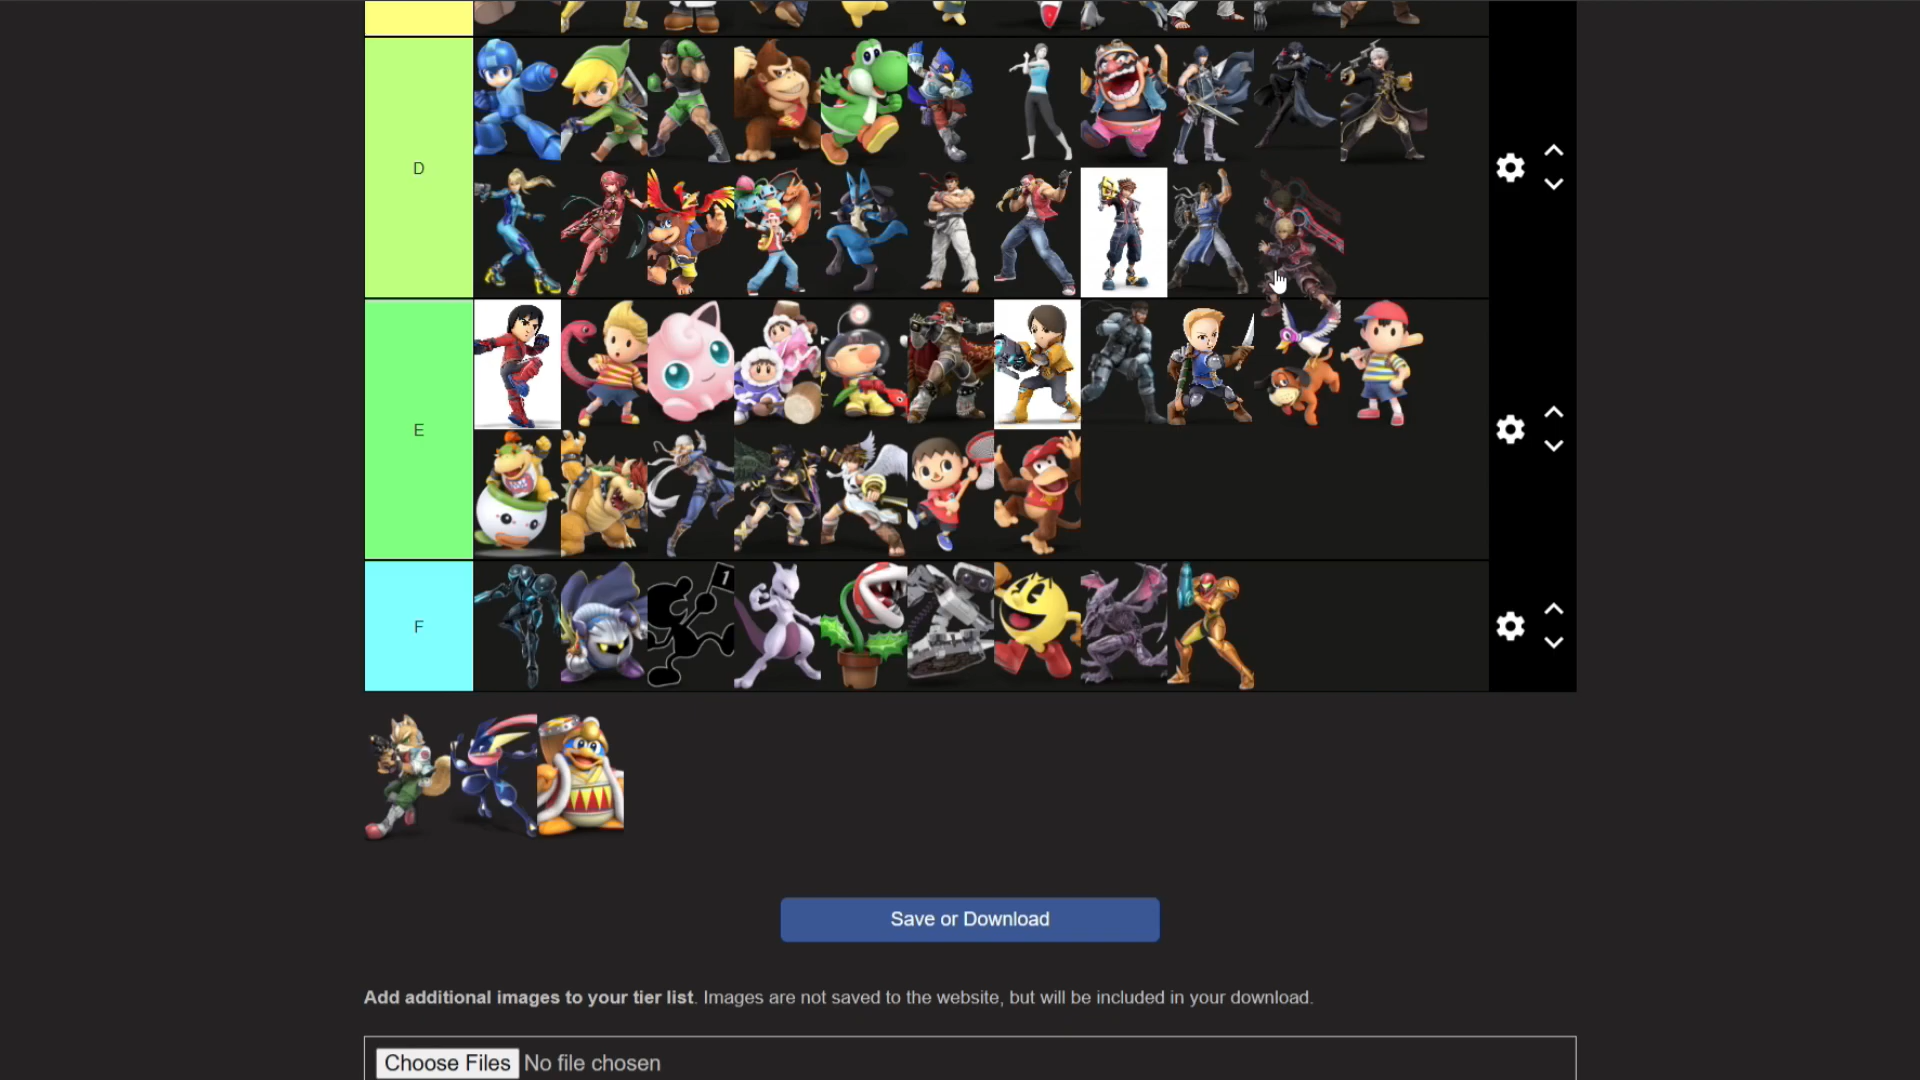 D
E
1
F
Save or Download
Add additional images to your tier list. Images are not saved to the website, but will be included in your download.
Choose Files No file chosen